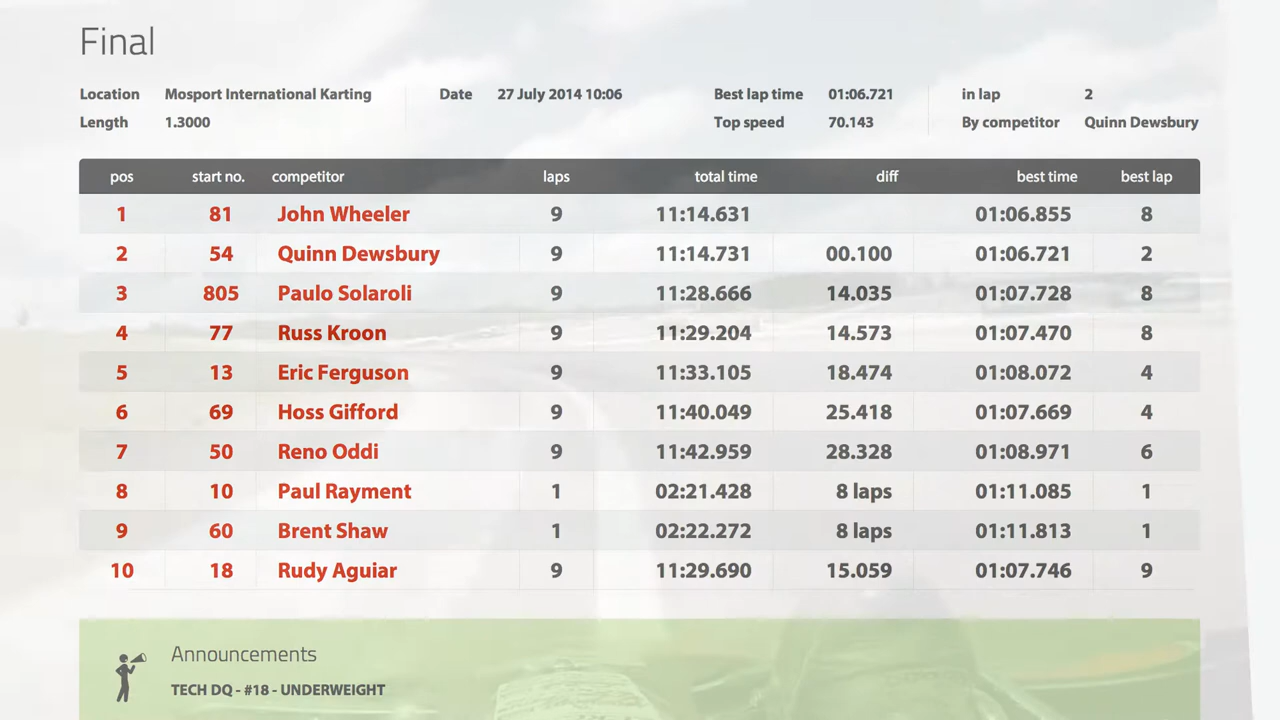 Final
Location Mosport International Karting Date 27 July 2014 10:06 Best lap time 01:06.721 in lap 2
Length 1.3000 Top speed 70.143 By competitor Quinn Dewsbury
pos start no. competitor laps total time diff best time best lap
1 81 John Wheeler 9 11:14.631 01:06.855 8
2 54 Quinn Dewsbury 9 11:14.731 00.100 01:06.721 2
3 805 Paulo Solaroli 9 11:28.666 14.035 01:07.728 8
4 77 Russ Kroon 9 11:29.204 14.573 01:07.470 8
5 13 Eric Ferguson 9 11:33.105 18.474 01:08.072 4
6 69 Hoss Gifford 9 11:40.049 25.418 01:07.669 4
7 50 Reno Oddi 9 11:42.959 28.328 01:08.971 6
8 10 Paul Rayment 1 02:21.428 8 laps 01:11.085 1
9 60 Brent Shaw 1 02:22.272 8 laps 01:11.813 1
10 18 Rudy Aguiar 9 11:29.690 15.059 01:07.746 9
Announcements
TECH DQ - #18 - UNDERWEIGHT